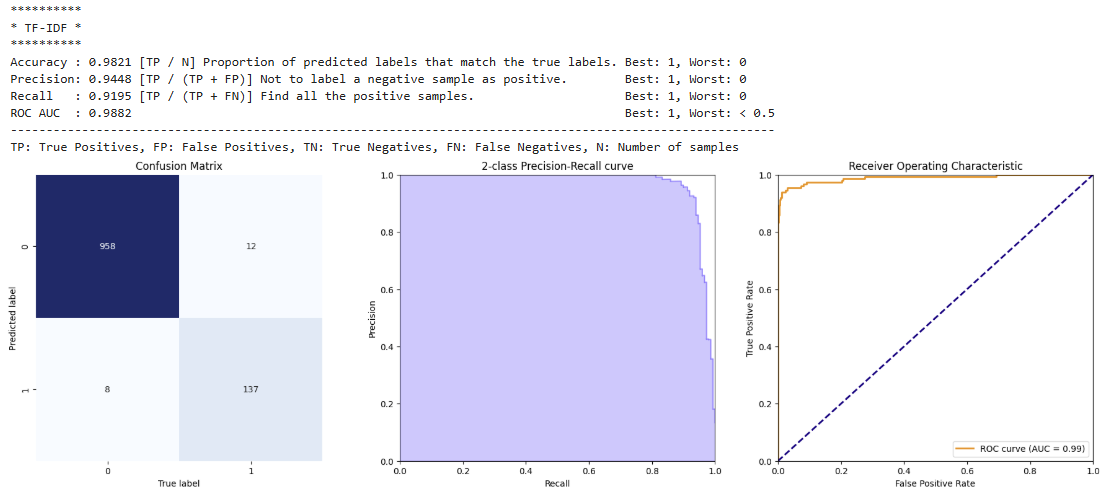 **********
* TF-IDF *
**********
Accuracy : 0.9821 [TP / N] Proportion of predicted labels that match the true labels. Best: 1, Worst: 0
Precision: 0.9448 [TP / (TP + FP)] Not to label a negative sample as positive. Best: 1, Worst: 0
Recall : 0.9195 [TP / (TP + FN)] Find all the positive samples. Best: 1, Worst: 0
ROC AUC : 0.9882 Best: 1, Worst: < 0.5
-----------------------------------------------------------------------------------------------------------
TP: True Positives, FP: False Positives, TN: True Negatives, FN: False Negatives, N: Number of samples
Confusion Matrix
Predicted label
0
1
958
12
8
137
0
1
True label
2-class Precision-Recall curve
Precision
1.0
0.8
0.6
0.4
0.2
0.0
0.0
0.2
0.4
0.6
0.8
1.0
Recall
Receiver Operating Characteristic
True Positive Rate
1.0
0.8
0.6
0.4
0.2
0.0
ROC curve (AUC = 0.99)
0.0
0.2
0.4
0.6
0.8
1.0
False Positive Rate